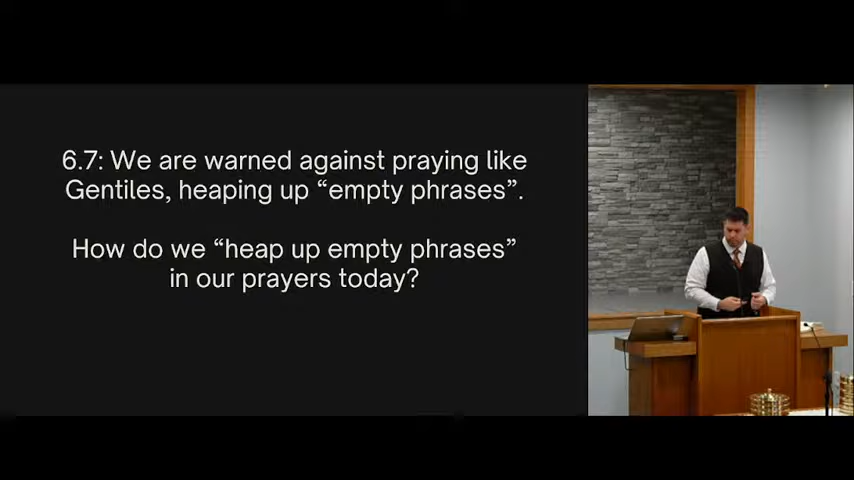 6.7: We are warned against praying like
Gentiles, heaping up “empty phrases”.
How do we “heap up empty phrases”
in our prayers today?